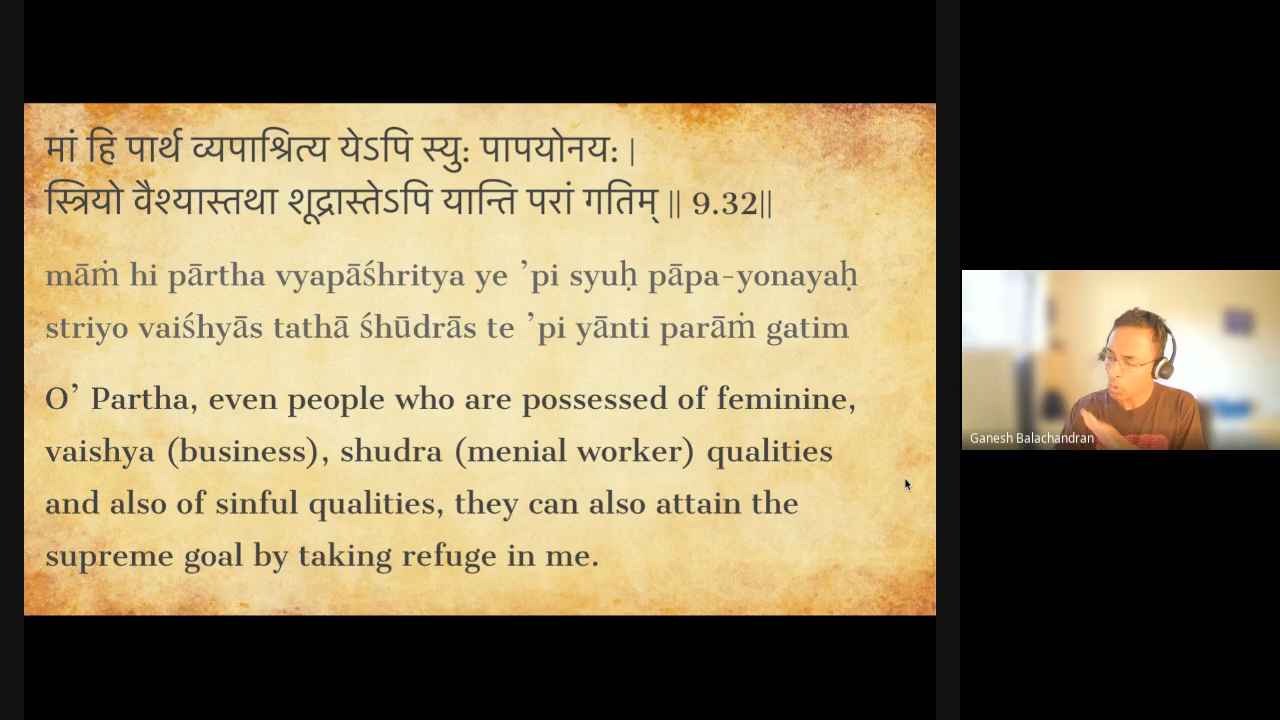 मां हि पार्थ व्यपाश्रित्य येऽपि स्यु: पापयोनय: |
स्त्रियो वैश्यास्तथा शूद्रास्तेऽपि यान्ति परां गतिम् || 9.32||
māṁ hi pārtha vyapāśhritya ye ’pi syuḥ pāpa-yonayaḥ
striyo vaiśhyās tathā śhūdrās te ’pi yānti parāṁ gatim
O’ Partha, even people who are possessed of feminine,
vaishya (business), shudra (menial worker) qualities
and also of sinful qualities, they can also attain the
supreme goal by taking refuge in me.
Ganesh Balachandran